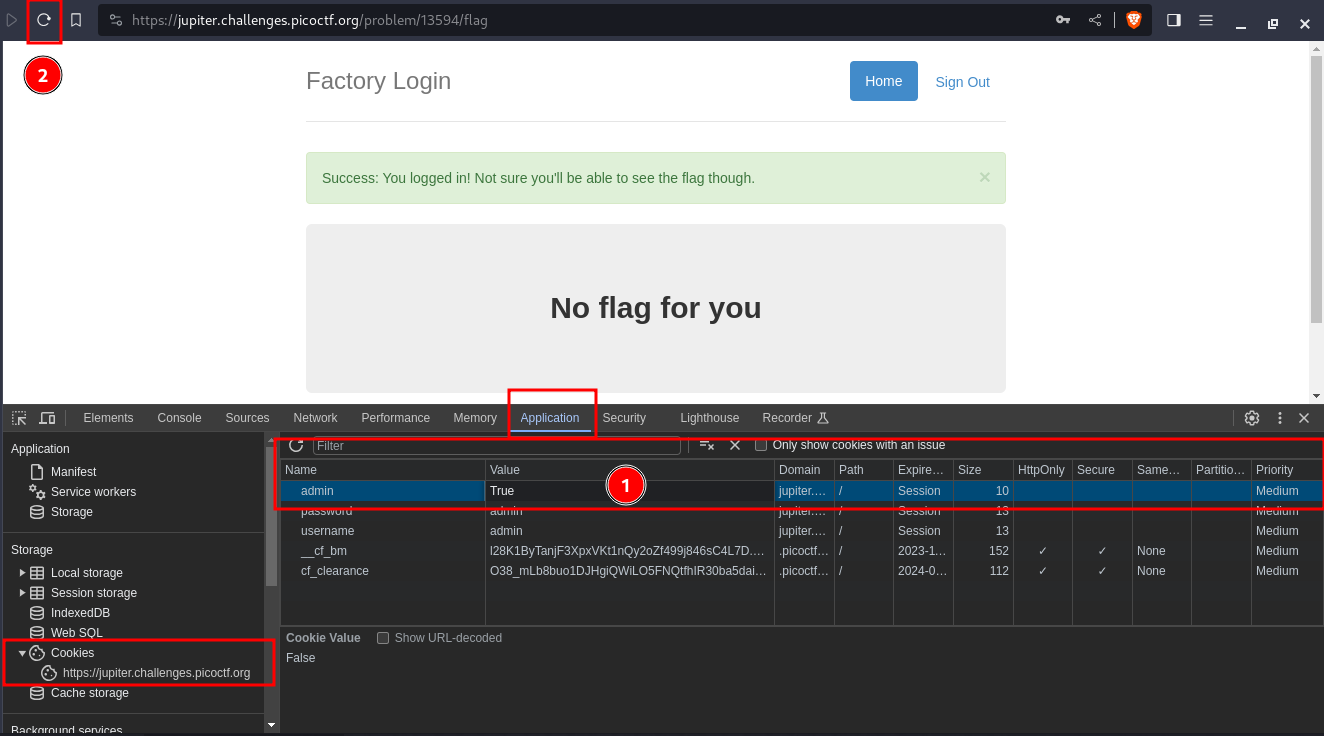 https://jupiter.challenges.picoctf.org/problem/13594/flag
2
Factory Login
Home
Sign Out
Success: You logged in! Not sure you'll be able to see the flag though.
×
No flag for you
Elements Console Sources Network Performance Memory Application Security Lighthouse Recorder
Application
Manifest
Service workers
Storage
Storage
Local storage
Session storage
IndexedDB
Web SQL
Cookies
https://jupiter.challenges.picoctf.org
Cache storage
Background services
Filter
Only show cookies with an issue
Name Value Domain Path Expire… Size HttpOnly Secure Same… Partitio… Priority
1
admin True jupiter.… / Session 10 Medium
password admin jupiter.… / Session 13 Medium
username admin jupiter.… / Session 13 Medium
__cf_bm l28K1ByTanjF3XpxVKt1nQy2oZf499j846sC4L7D.… .picoctf… / 2023-1… 152 ✓ ✓ None Medium
cf_clearance O38_mLb8buo1DJHgiQWiLO5FNQtfhIR30ba5dai… .picoctf… / 2024-0… 112 ✓ ✓ None Medium
Cookie Value
Show URL-decoded
False